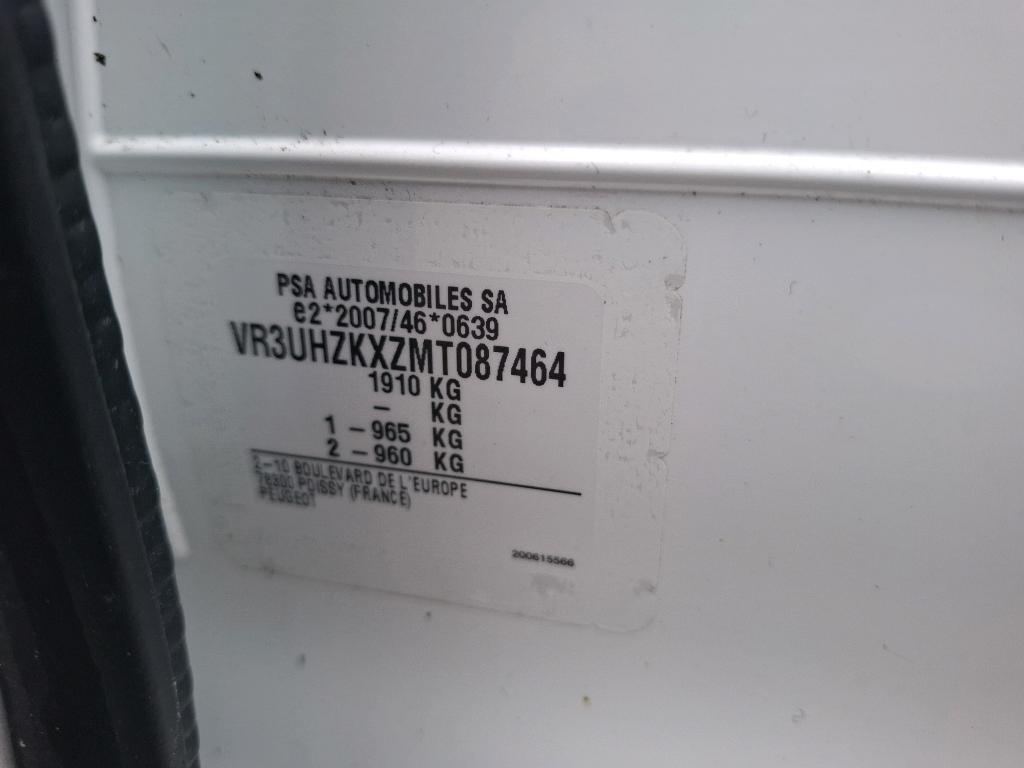 PSA AUTOMOBILES SA
e2*2007/46*0639
VR3UHZKXZMT087464
1910 KG
- KG
1 - 965 KG
2 - 960 KG
2-10 BOULEVARD DE L'EUROPE
78300 POISSY (FRANCE)
PEUGEOT
200615566